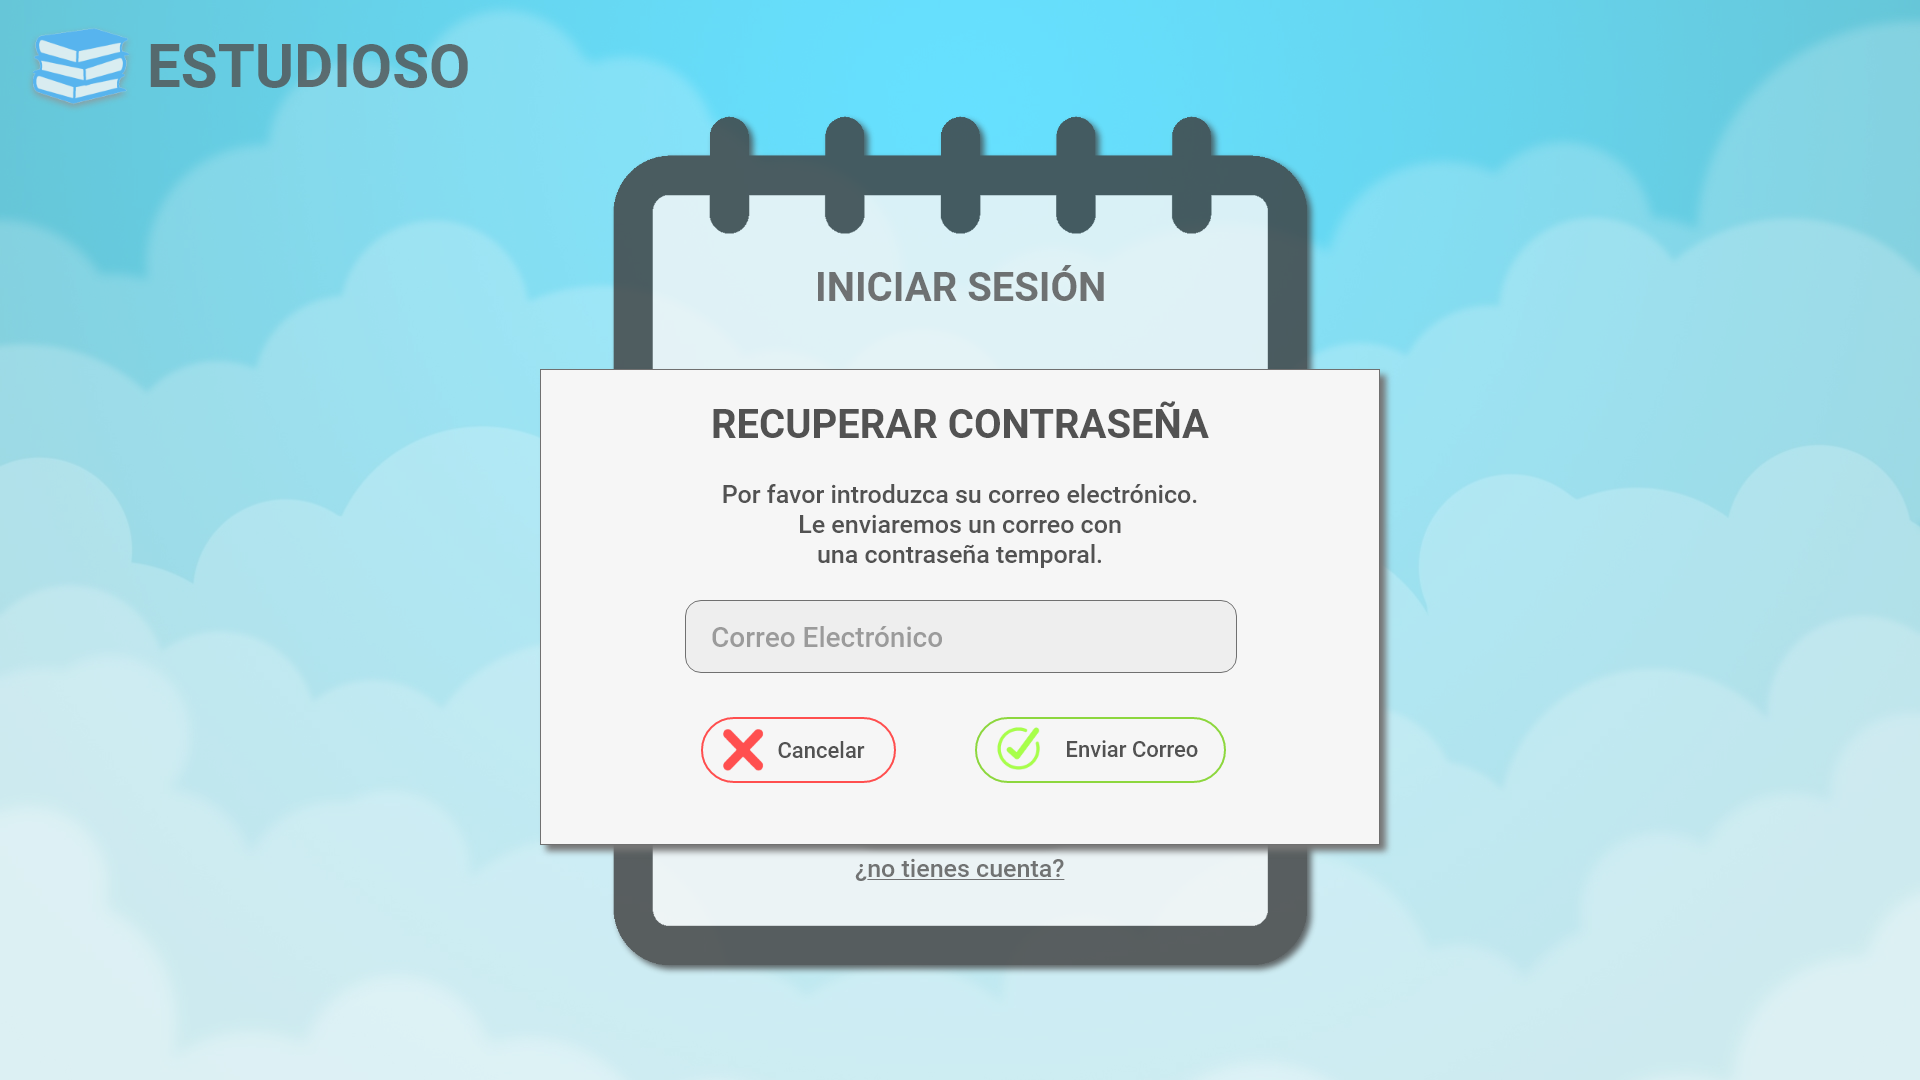 ESTUDIOSO
INICIAR SESIÓN
RECUPERAR CONTRASEÑA
Por favor introduzca su correo electrónico.
Le enviaremos un correo con
una contraseña temporal.
Correo Electrónico
Cancelar
Enviar Correo
¿no tienes cuenta?